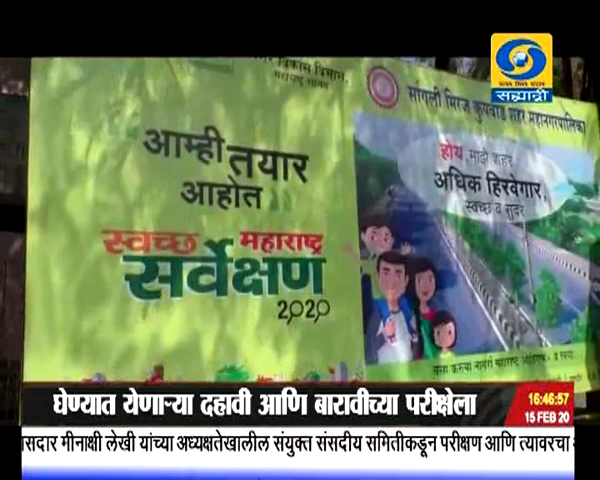 सह्याद्री
विकास विभाग,
सांगली मिरज कुपवाड शहर महानगरपालिका
आम्ही तयार
आहोत
स्वच्छ महाराष्ट्र
सर्वेक्षण
2020
होय, माझे शहर
अधिक हिरवेगार,
स्वच्छ व सुंदर
घेण्यात येणाऱ्या दहावी आणि बारावीच्या परीक्षेला
16:46:57
15 FEB 20
सदार मीनाक्षी लेखी यांच्या अध्यक्षतेखालील संयुक्त संसदीय समितीकडून परीक्षण आणि त्यावरचा